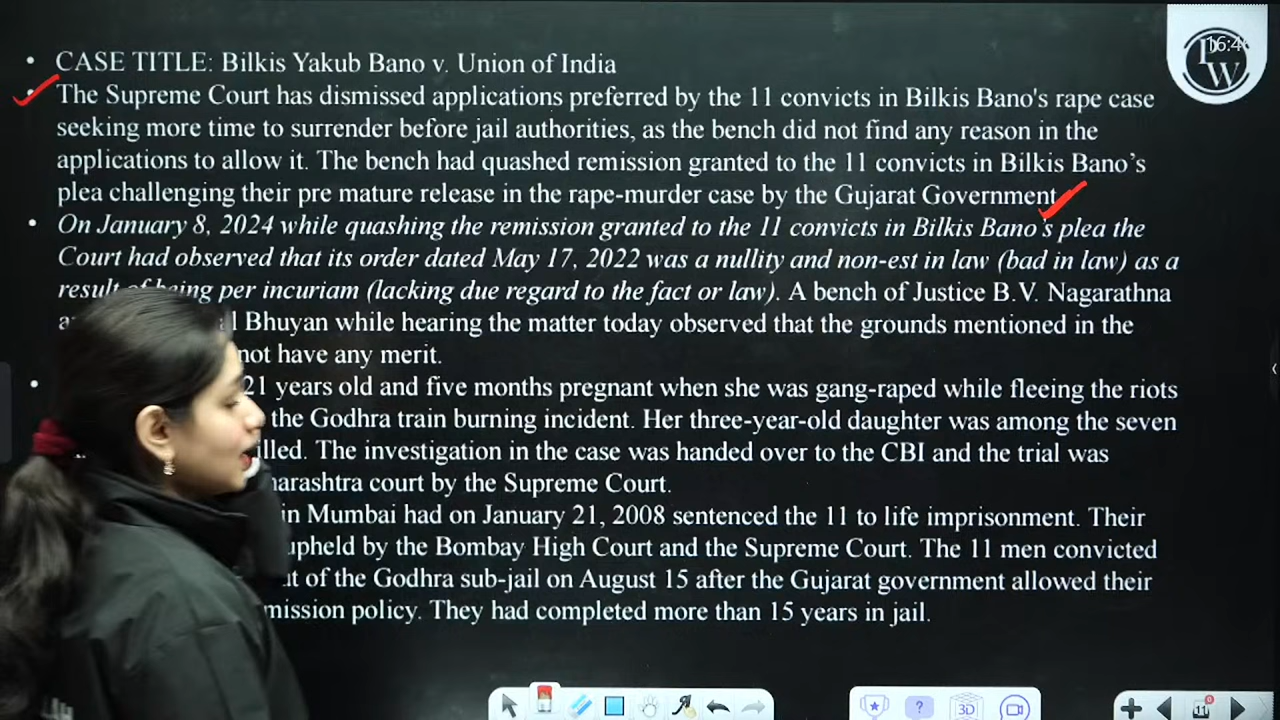 • CASE TITLE: Bilkis Yakub Bano v. Union of India
• The Supreme Court has dismissed applications preferred by the 11 convicts in Bilkis Bano's rape case
seeking more time to surrender before jail authorities, as the bench did not find any reason in the
applications to allow it. The bench had quashed remission granted to the 11 convicts in Bilkis Bano's
plea challenging their pre mature release in the rape-murder case by the Gujarat Government
• On January 8, 2024 while quashing the remission granted to the 11 convicts in Bilkis Bano's plea the
Court had observed that its order dated May 17, 2022 was a nullity and non-est in law (bad in law) as a
result of being per incuriam (lacking due regard to the fact or law). A bench of Justice B.V. Nagarathna
Bhuyan while hearing the matter today observed that the grounds mentioned in the
not have any merit.
• 21 years old and five months pregnant when she was gang-raped while fleeing the riots
the Godhra train burning incident. Her three-year-old daughter was among the seven
The investigation in the case was handed over to the CBI and the trial was
court by the Supreme Court.
in Mumbai had on January 21, 2008 sentenced the 11 to life imprisonment. Their
upheld by the Bombay High Court and the Supreme Court. The 11 men convicted
of the Godhra sub-jail on August 15 after the Gujarat government allowed their
policy. They had completed more than 15 years in jail.
PW
3D
11